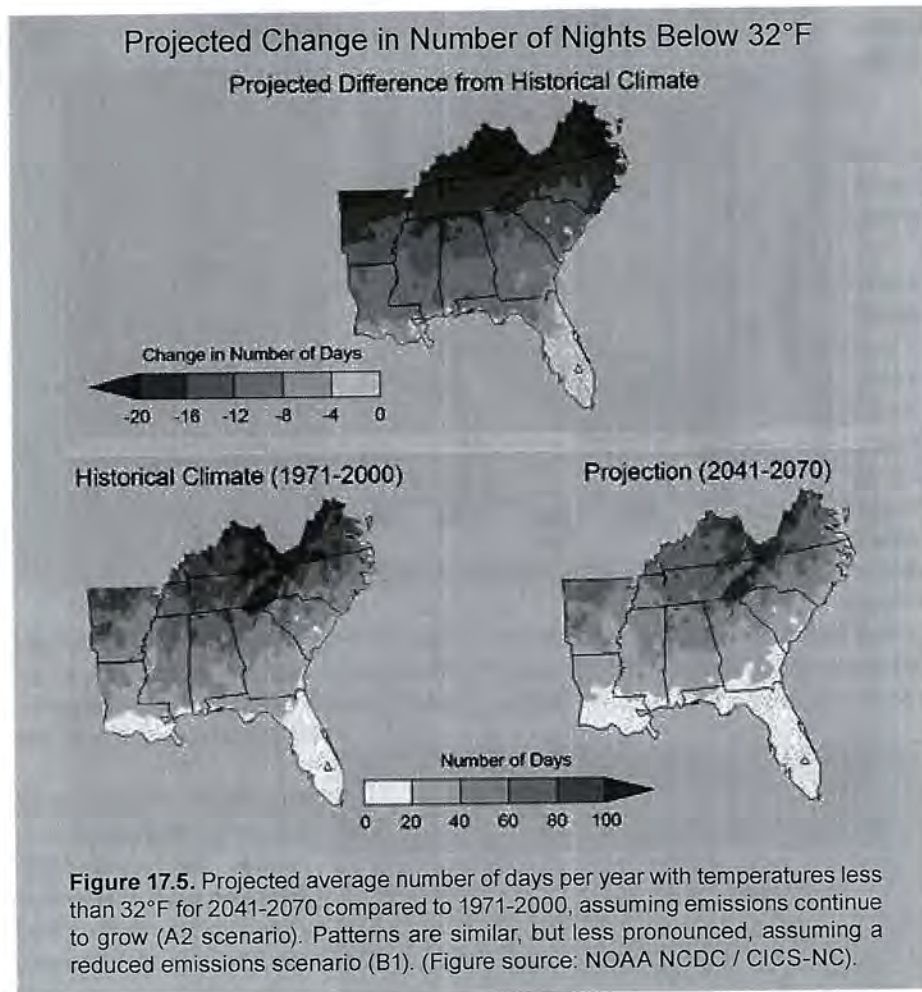 Projected Change in Number of Nights Below 32°F
Projected Difference from Historical Climate
Change in Number of Days
-20 -16 -12 -8 -4 0
Historical Climate (1971-2000)
Projection (2041-2070)
Number of Days
0 20 40 60 80 100
Figure 17.5. Projected average number of days per year with temperatures less
than 32°F for 2041-2070 compared to 1971-2000, assuming emissions continue
to grow (A2 scenario). Patterns are similar, but less pronounced, assuming a
reduced emissions scenario (B1). (Figure source: NOAA NCDC / CICS-NC).